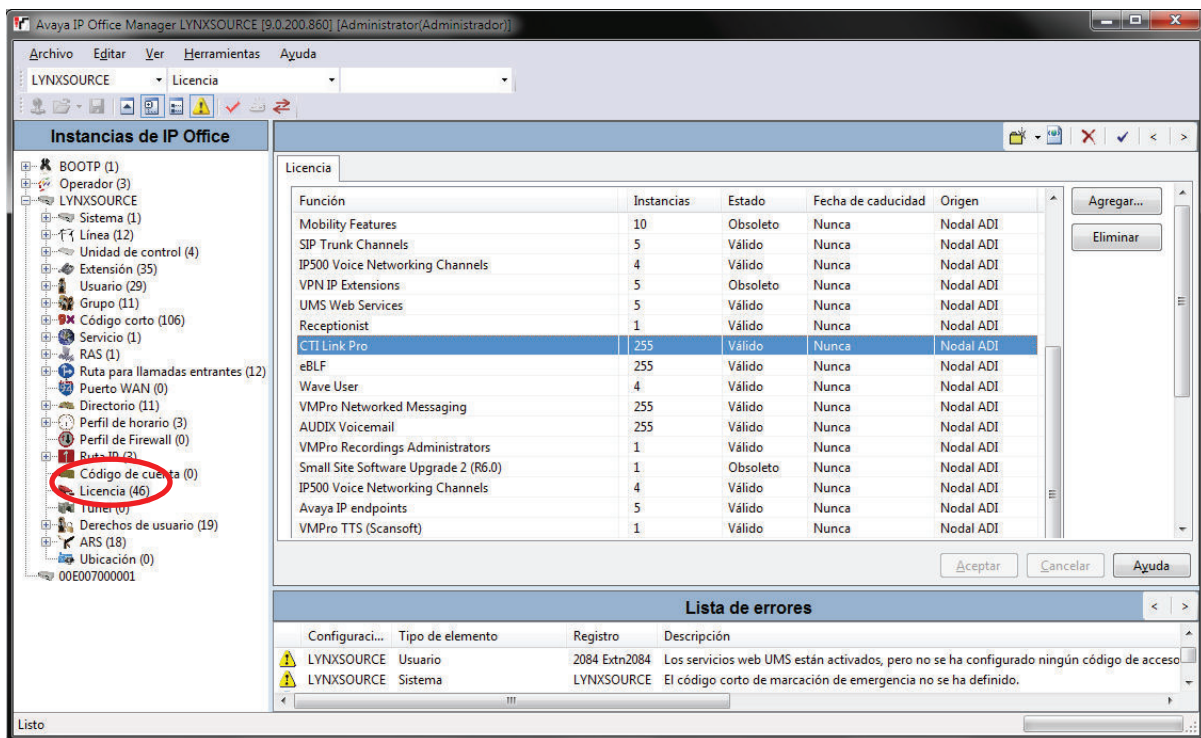 Avaya IP Office Manager LYNXSOURCE [9.0.200.860] [Administrator(Administrador)]
Archivo Editar Ver Herramientas Ayuda
LYNXSOURCE Licencia
Instancias de IP Office
BOOTP (1)
Operador (3)
LYNXSOURCE
Sistema (1)
Línea (12)
Unidad de control (4)
Extensión (35)
Usuario (29)
Grupo (11)
Código corto (106)
Servicio (1)
RAS (1)
Ruta para llamadas entrantes (12)
Puerto WAN (0)
Directorio (11)
Perfil de horario (3)
Perfil de Firewall (0)
Ruta IP (3)
Código de cuenta (0)
Licencia (46)
Túnel (0)
Derechos de usuario (19)
ARS (18)
Ubicación (0)
00E007000001
Licencia
Función Instancias Estado Fecha de caducidad Origen
Mobility Features 10 Obsoleto Nunca Nodal ADI
SIP Trunk Channels 5 Válido Nunca Nodal ADI
IP500 Voice Networking Channels 4 Válido Nunca Nodal ADI
VPN IP Extensions 5 Obsoleto Nunca Nodal ADI
UMS Web Services 5 Válido Nunca Nodal ADI
Receptionist 1 Válido Nunca Nodal ADI
CTI Link Pro 255 Válido Nunca Nodal ADI
eBLF 255 Válido Nunca Nodal ADI
Wave User 4 Válido Nunca Nodal ADI
VMPro Networked Messaging 255 Válido Nunca Nodal ADI
AUDIX Voicemail 255 Válido Nunca Nodal ADI
VMPro Recordings Administrators 1 Válido Nunca Nodal ADI
Small Site Software Upgrade 2 (R6.0) 1 Obsoleto Nunca Nodal ADI
IP500 Voice Networking Channels 4 Válido Nunca Nodal ADI
Avaya IP endpoints 5 Válido Nunca Nodal ADI
VMPro TTS (Scansoft) 1 Válido Nunca Nodal ADI
Agregar...
Eliminar
Aceptar Cancelar Ayuda
Lista de errores
Configuraci... Tipo de elemento Registro Descripción
LYNXSOURCE Usuario 2084 Extn2084 Los servicios web UMS están activados, pero no se ha configurado ningún código de acceso
LYNXSOURCE Sistema LYNXSOURCE El código corto de marcación de emergencia no se ha definido.
Listo